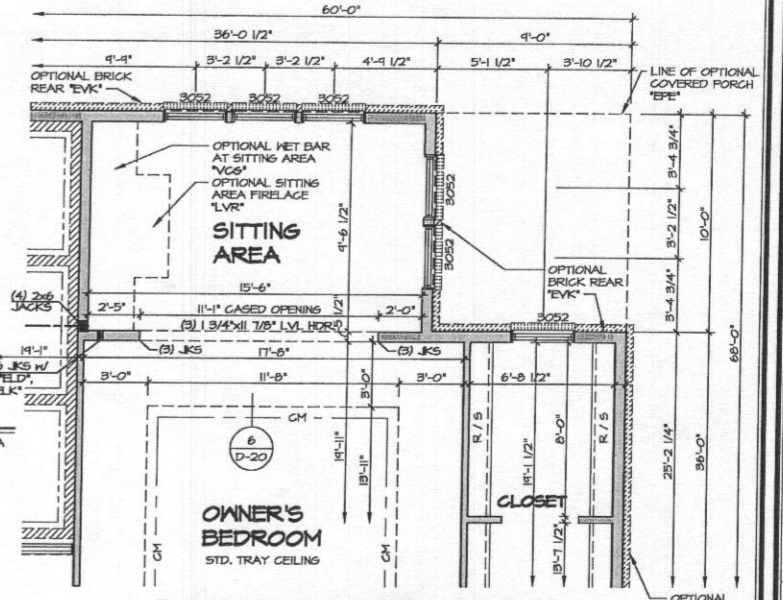 60'-0"
36'-0 1/2"
9'-0"
9'-9"
3'-2 1/2"
3'-2 1/2"
4'-9 1/2"
5'-1 1/2"
3'-10 1/2"
OPTIONAL BRICK
REAR "EVK"
3052
3052
3052
LINE OF OPTIONAL
COVERED PORCH
"EPE"
OPTIONAL WET BAR
AT SITTING AREA
"VCG"
OPTIONAL SITTING
AREA FIRELACE
"LVR"
SITTING
AREA
9'-6 1/2"
3052
3052
3'-4 3/4"
3'-2 1/2"
3'-4 3/4"
10'-0"
68'-0"
OPTIONAL
BRICK REAR
"EVK"
15'-6"
(4) 2x6
JACKS
2'-5"
11'-1" CASED OPENING
2'-0"
(3) 1 3/4"x11 7/8" LVL HDR
1/2"
3052
(3) JKS
(3) JKS
19'-1"
JKS W/
17'-8"
3'-0"
11'-8"
3'-0"
6'-8 1/2"
3'-0"
CM
6
D-20
19'-11"
13'-11"
R / S
19'-1 1/2"
8'-0"
R / S
25'-2 1/4"
36'-0"
CLOSET
OWNER'S
BEDROOM
STD. TRAY CEILING
CM
CM
13'-7 1/2"
OPTIONAL